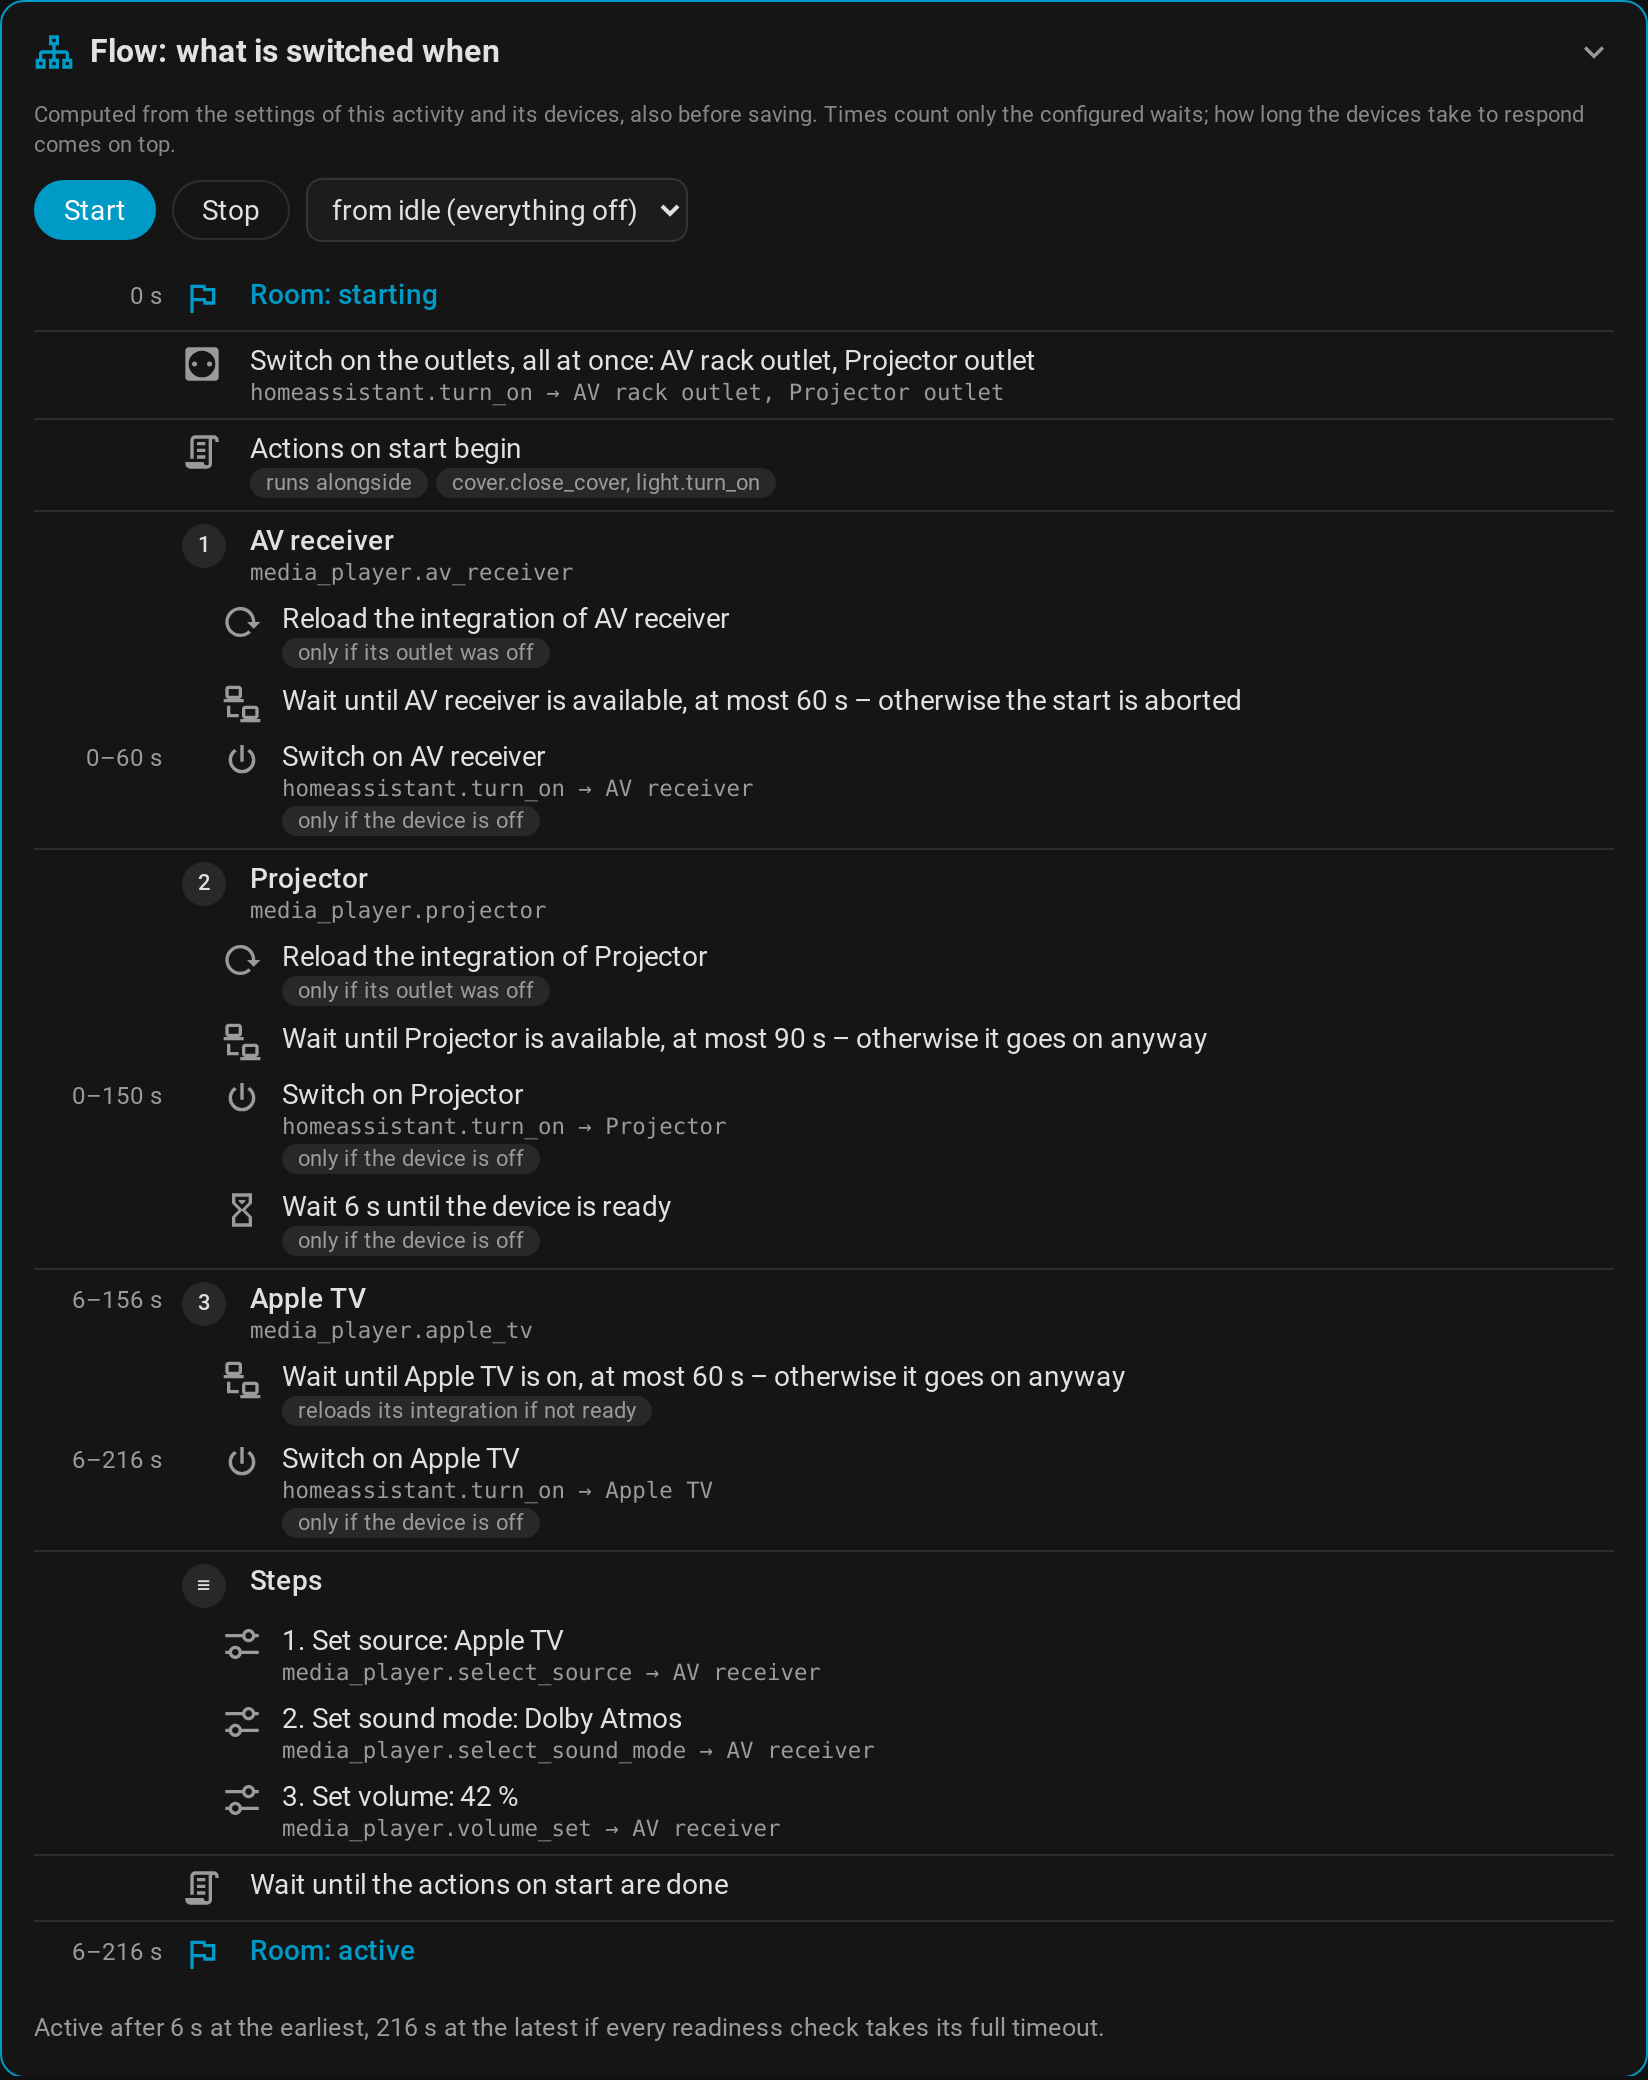 Flow: what is switched when
Computed from the settings of this activity and its devices, also before saving. Times count only the configured waits; how long the devices take to respond
comes on top.
Start Stop from idle (everything off)
0 s Room: starting
Switch on the outlets, all at once: AV rack outlet, Projector outlet
homeassistant.turn_on → AV rack outlet, Projector outlet
Actions on start begin
runs alongside cover.close_cover, light.turn_on
1 AV receiver
media_player.av_receiver
Reload the integration of AV receiver
only if its outlet was off
Wait until AV receiver is available, at most 60 s – otherwise the start is aborted
0–60 s Switch on AV receiver
homeassistant.turn_on → AV receiver
only if the device is off
2 Projector
media_player.projector
Reload the integration of Projector
only if its outlet was off
Wait until Projector is available, at most 90 s – otherwise it goes on anyway
0–150 s Switch on Projector
homeassistant.turn_on → Projector
only if the device is off
Wait 6 s until the device is ready
only if the device is off
6–156 s 3 Apple TV
media_player.apple_tv
Wait until Apple TV is on, at most 60 s – otherwise it goes on anyway
reloads its integration if not ready
6–216 s Switch on Apple TV
homeassistant.turn_on → Apple TV
only if the device is off
≡ Steps
1. Set source: Apple TV
media_player.select_source → AV receiver
2. Set sound mode: Dolby Atmos
media_player.select_sound_mode → AV receiver
3. Set volume: 42 %
media_player.volume_set → AV receiver
Wait until the actions on start are done
6–216 s Room: active
Active after 6 s at the earliest, 216 s at the latest if every readiness check takes its full timeout.